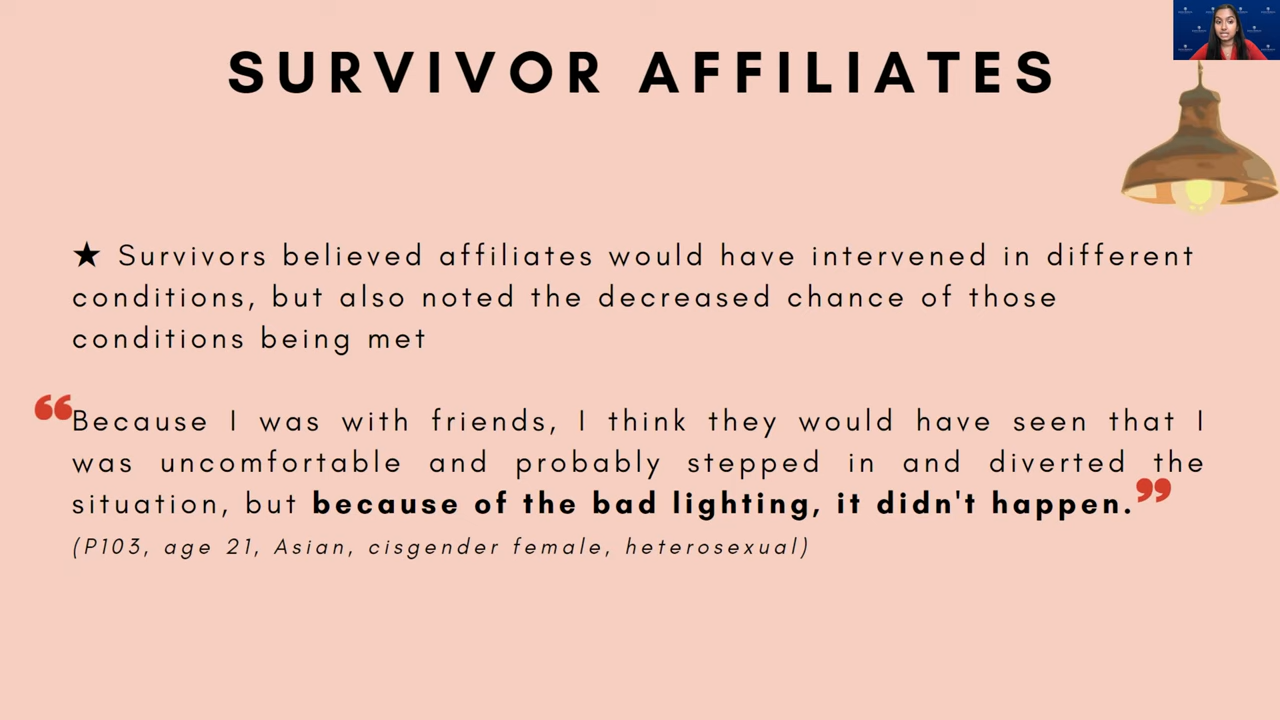 SURVIVOR AFFILIATES
★ Survivors believed affiliates would have intervened in different
conditions, but also noted the decreased chance of those
conditions being met
“Because I was with friends, I think they would have seen that I
was uncomfortable and probably stepped in and diverted the
situation, but because of the bad lighting, it didn't happen.”
(P103, age 21, Asian, cisgender female, heterosexual)